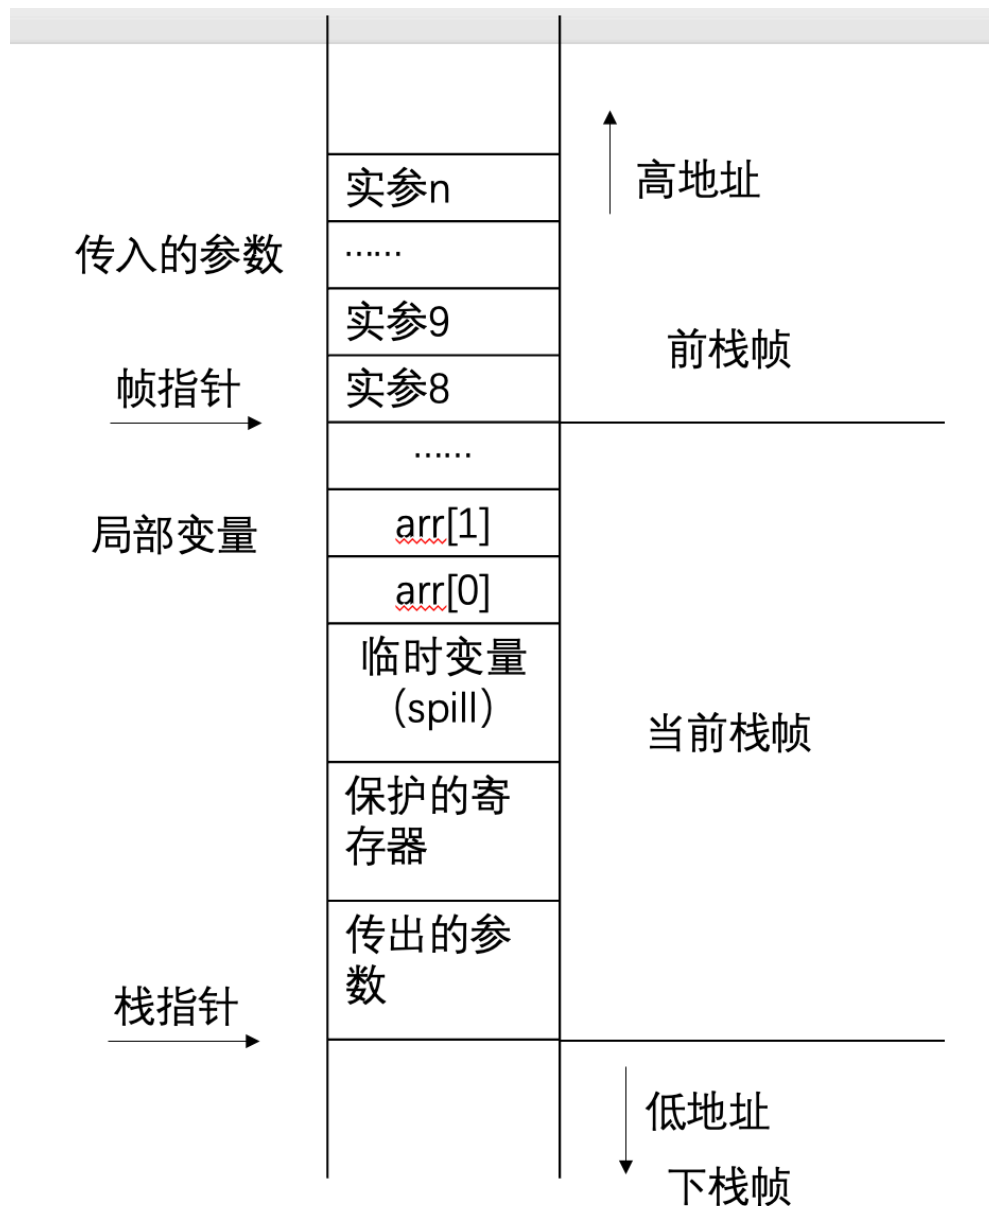 高地址
实参n
传入的参数
……
实参9
前栈帧
帧指针
实参8
……
局部变量
arr[1]
arr[0]
临时变量
（spill）
当前栈帧
保护的寄
存器
传出的参
数
栈指针
低地址
下栈帧